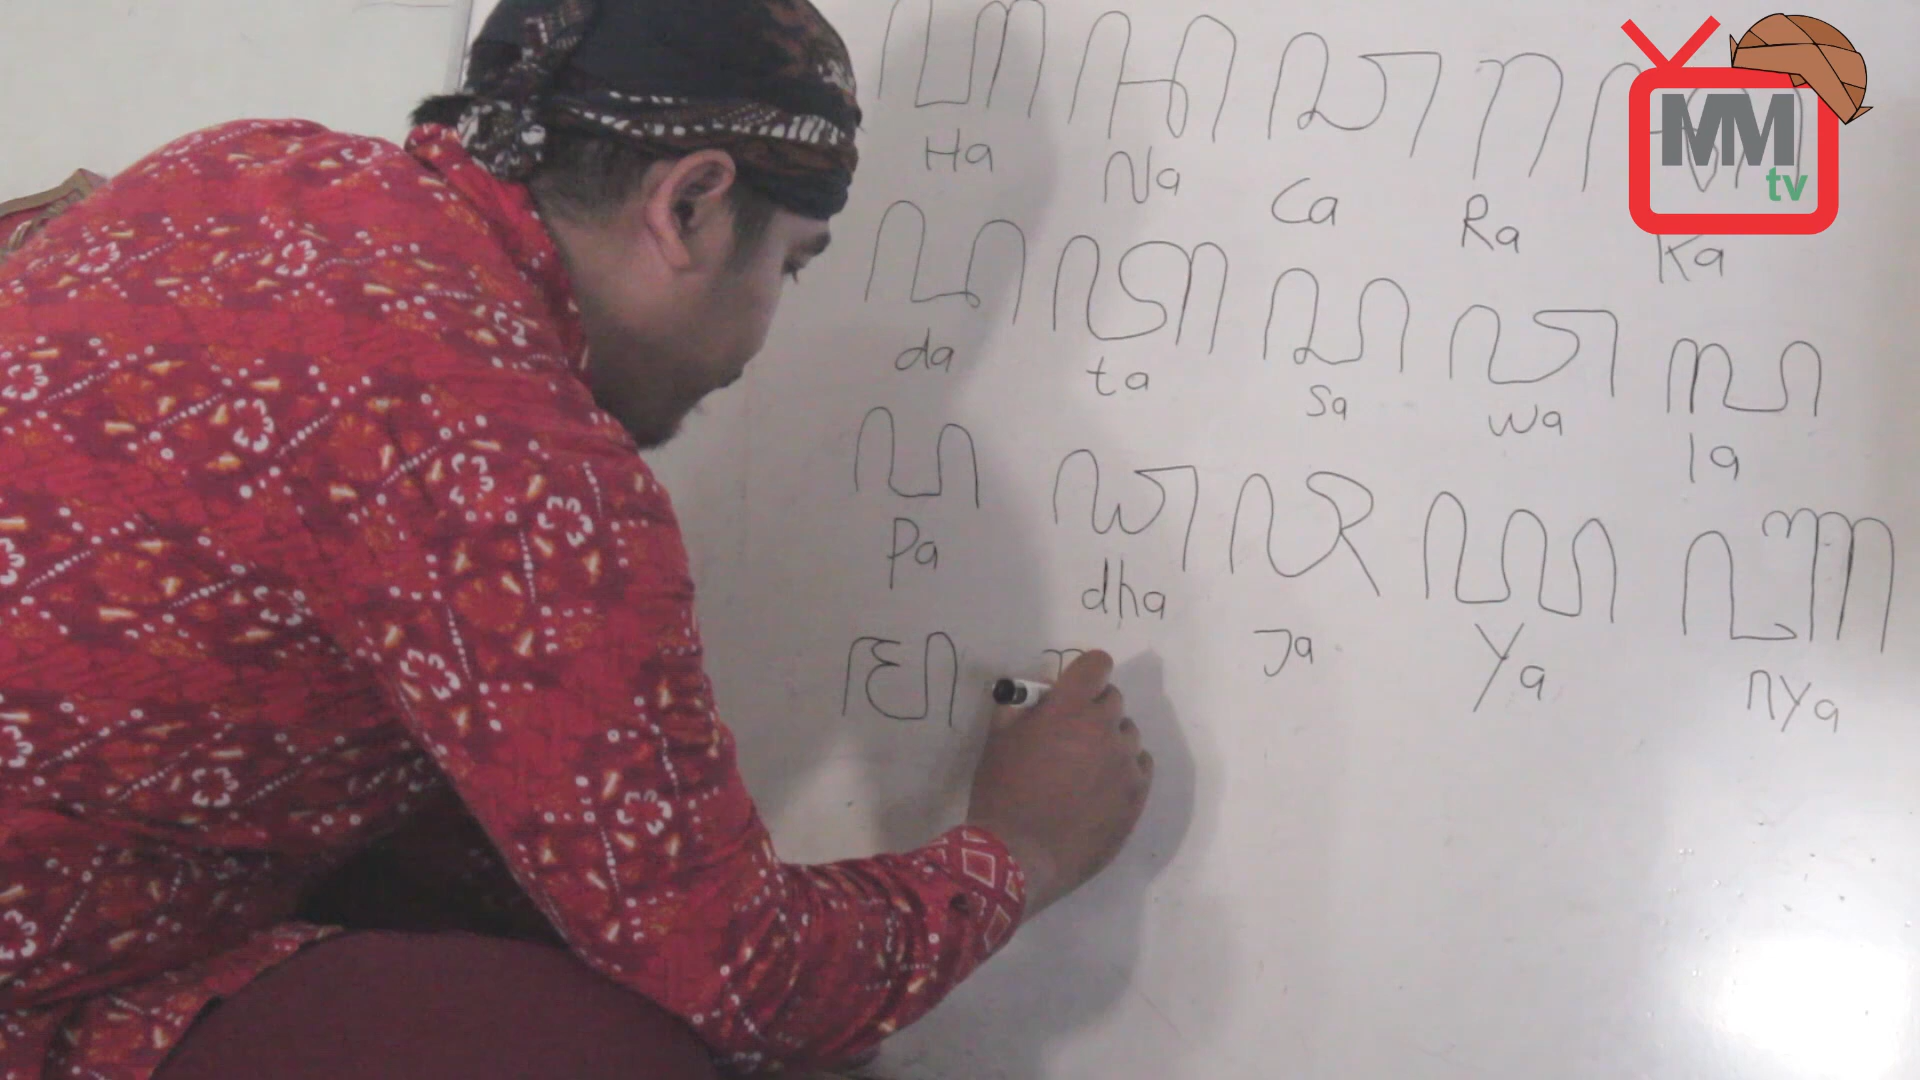 ꦲ ꦤ ꦕ ꦫ ꦏ
Ha Na Ca Ra Ka
ꦢ ꦠ ꦱ ꦮ ꦭ
da ta sa wa la
ꦥ ꦝ ꦗ ꦪ ꦚ
Pa dha Ja Ya nya
ꦩ
MM
tv